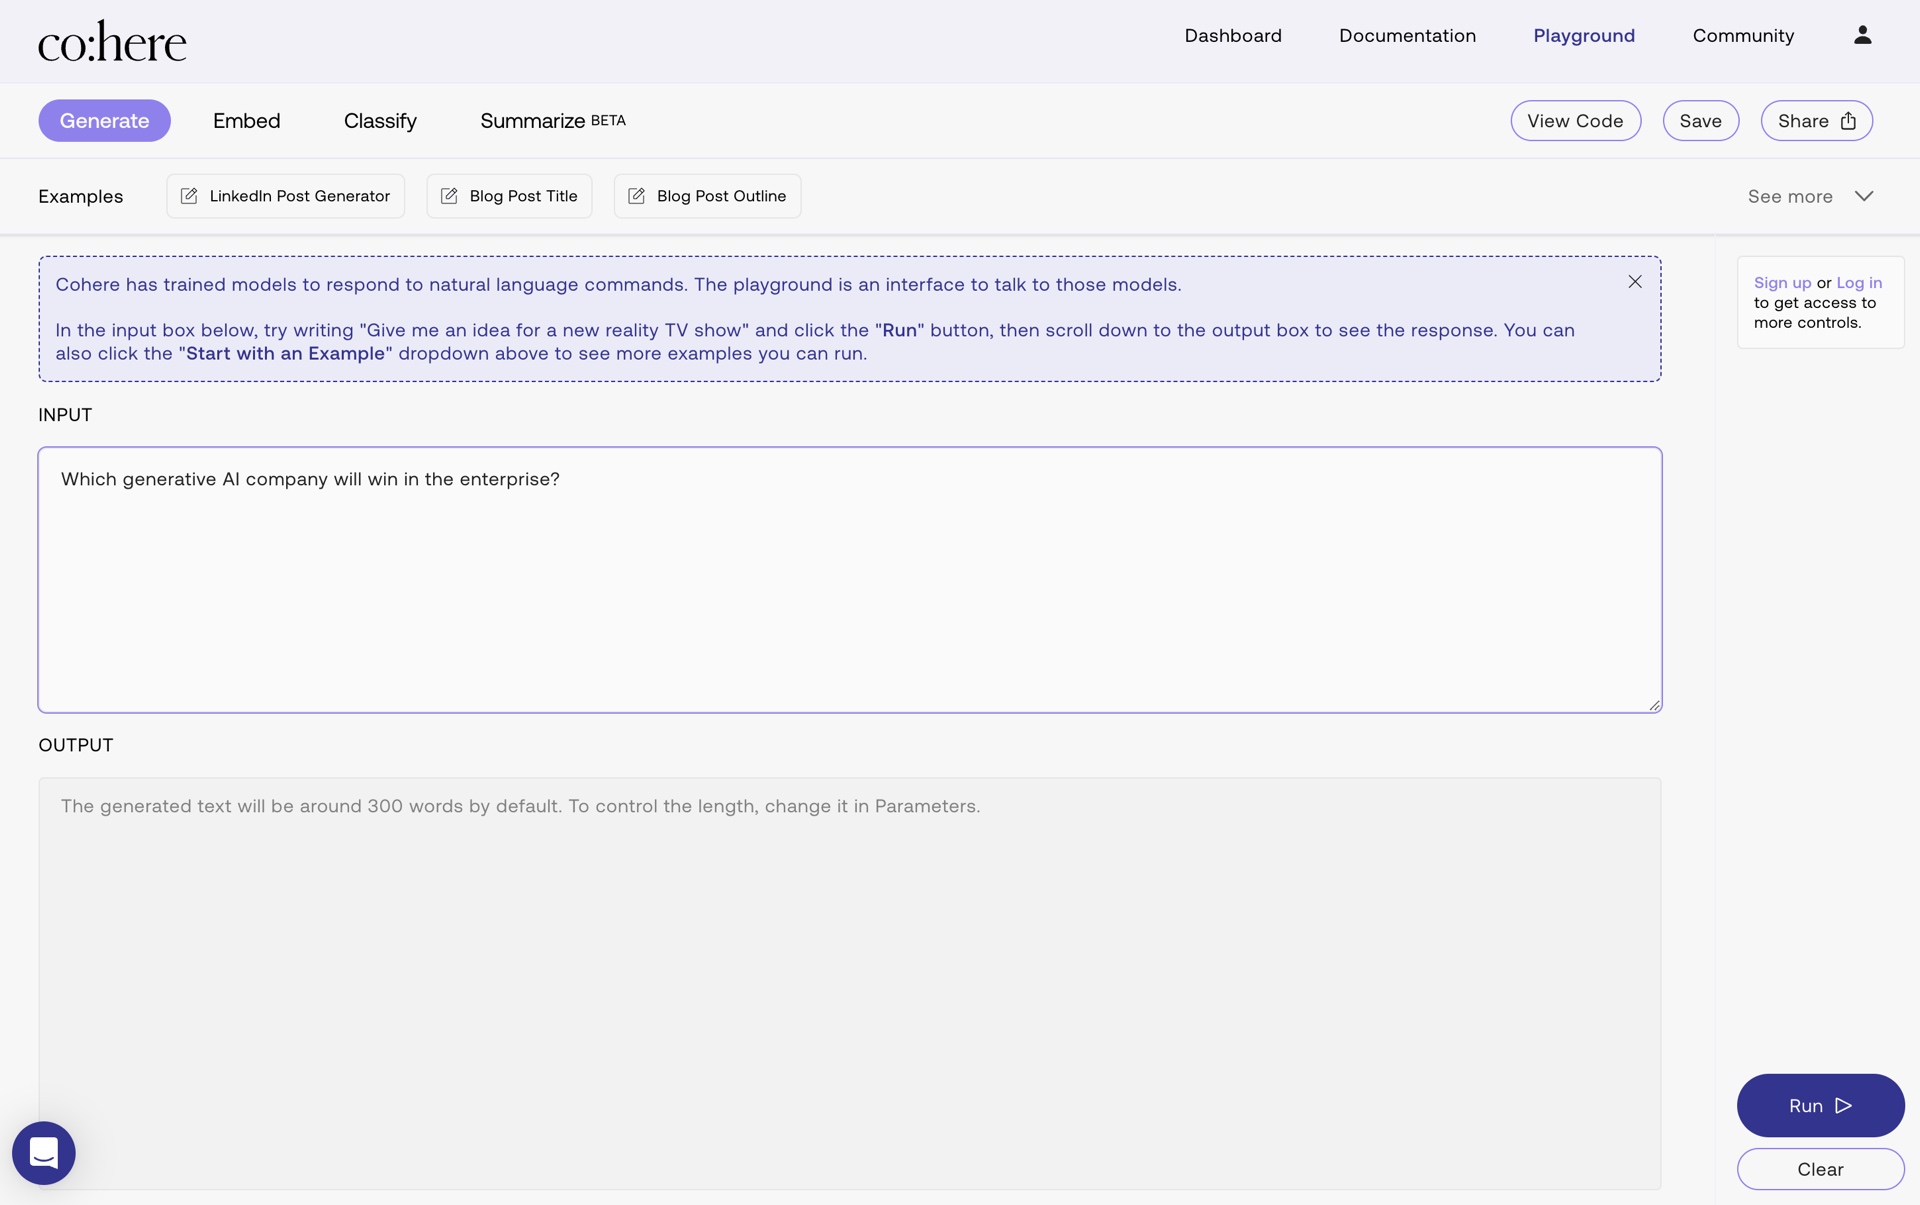 co:here
Dashboard
Documentation
Playground
Community
Generate
Embed
Classify
Summarize BETA
View Code
Save
Share
Examples
LinkedIn Post Generator
Blog Post Title
Blog Post Outline
See more
Cohere has trained models to respond to natural language commands. The playground is an interface to talk to those models.
In the input box below, try writing "Give me an idea for a new reality TV show" and click the "Run" button, then scroll down to the output box to see the response. You can
also click the "Start with an Example" dropdown above to see more examples you can run.
Sign up or Log in
to get access to
more controls.
INPUT
Which generative AI company will win in the enterprise?
OUTPUT
The generated text will be around 300 words by default. To control the length, change it in Parameters.
Run
Clear